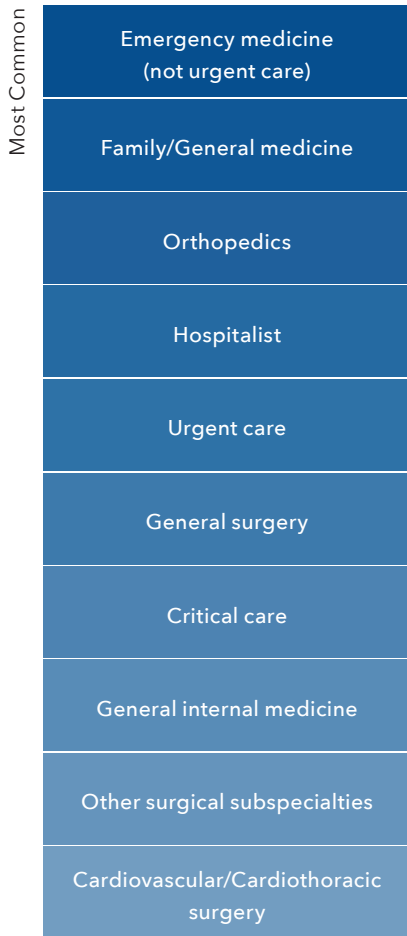 Most Common
Emergency medicine
(not urgent care)
Family/General medicine
Orthopedics
Hospitalist
Urgent care
General surgery
Critical care
General internal medicine
Other surgical subspecialties
Cardiovascular/Cardiothoracic
surgery